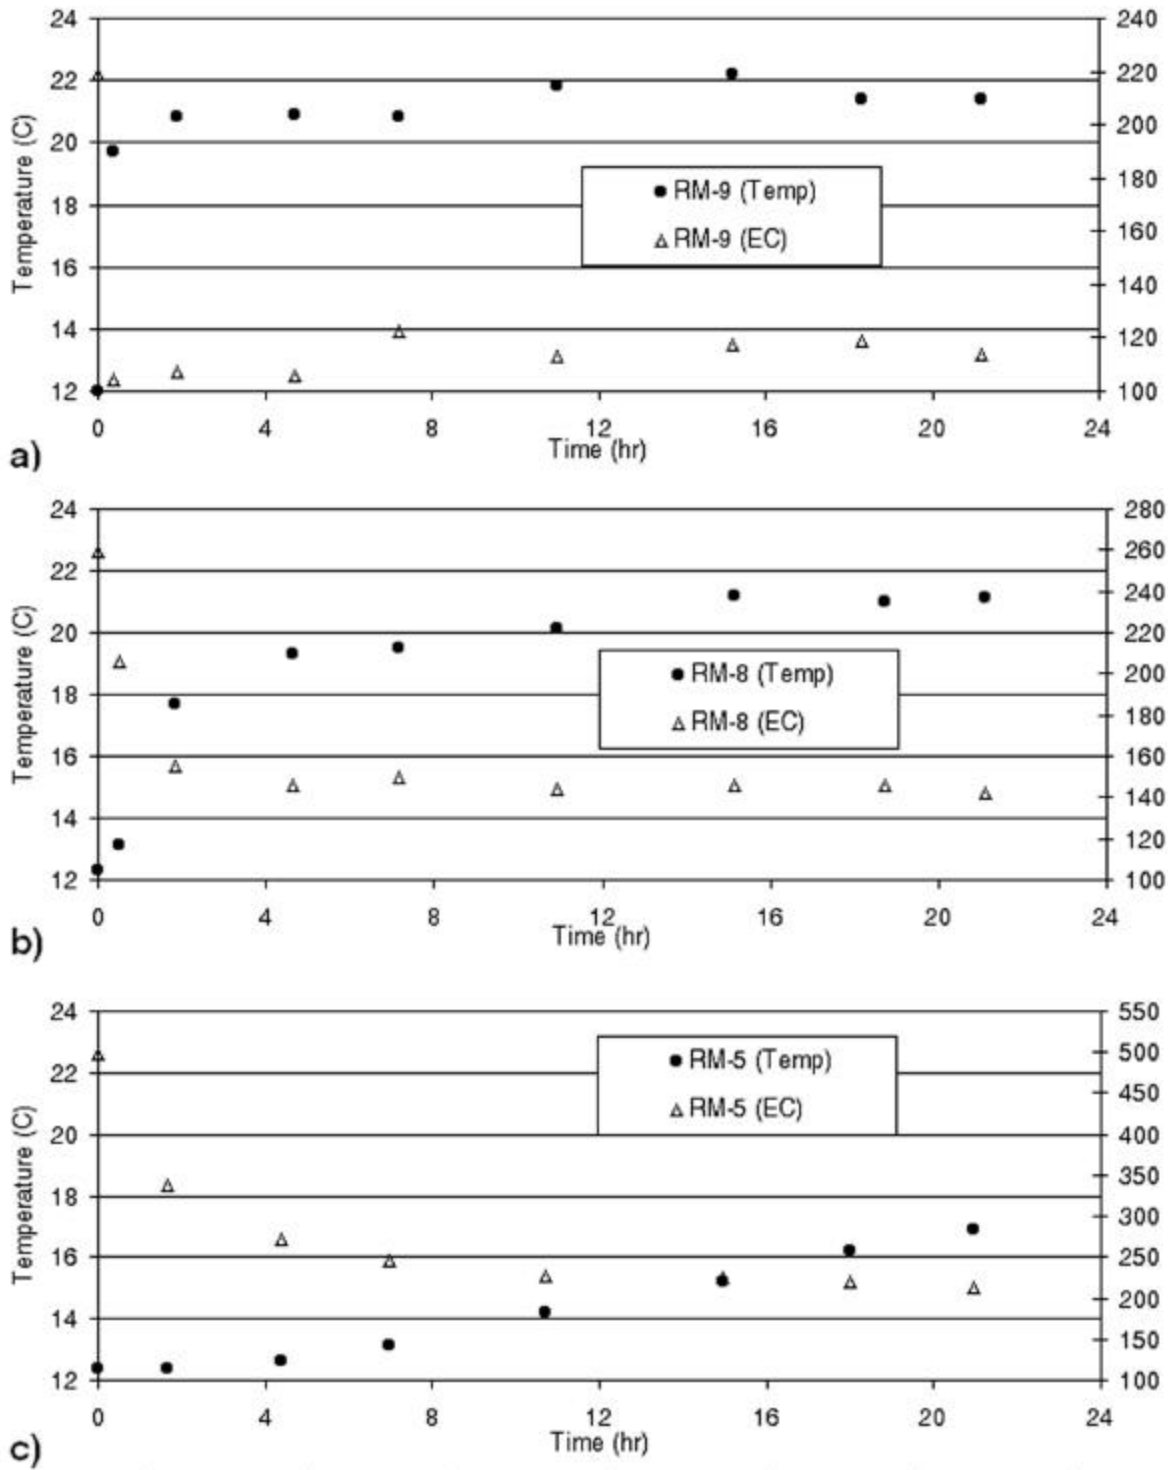 24 240
22 220
200
20
180
18
160
16
140
14
120
12 100
Temperature (C)
RM-9 (Temp)
RM-9 (EC)
0 4 8 12 16 20 24
Time (hr)
a)
24 280
260
22
240
20 220
200
18
180
16 160
140
14
120
12 100
Temperature (C)
RM-8 (Temp)
RM-8 (EC)
0 4 8 12 16 20 24
Time (hr)
b)
24 550
500
22
450
20 400
350
18
300
16 250
200
14
150
12 100
Temperature (C)
RM-5 (Temp)
RM-5 (EC)
0 4 8 12 16 20 24
Time (hr)
c)